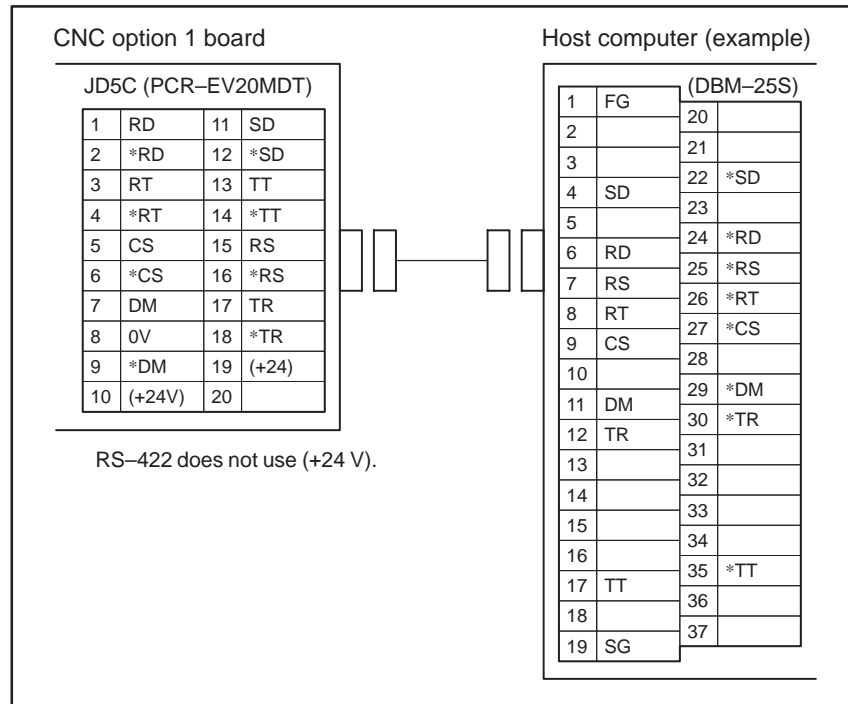 CNC option 1 board
JD5C (PCR–EV20MDT)
1 RD 11 SD
2 *RD 12 *SD
3 RT 13 TT
4 *RT 14 *TT
5 CS 15 RS
6 *CS 16 *RS
7 DM 17 TR
8 0V 18 *TR
9 *DM 19 (+24)
10 (+24V) 20
RS–422 does not use (+24 V).
Host computer (example)
(DBM–25S)
1 FG
2
3
4 SD
5
6 RD
7 RS
8 RT
9 CS
10
11 DM
12 TR
13
14
15
16
17 TT
18
19 SG
20
21
22 *SD
23
24 *RD
25 *RS
26 *RT
27 *CS
28
29 *DM
30 *TR
31
32
33
34
35 *TT
36
37